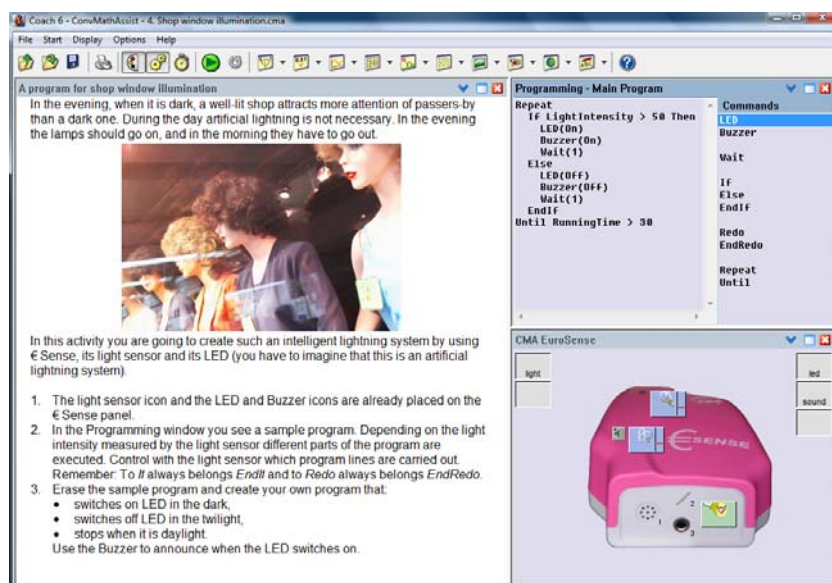 Coach 6 - ConvMathAssist - 4. Shop window illumination.cma
File Start Display Options Help
A program for shop window illumination
In the evening, when it is dark, a well-lit shop attracts more attention of passers-by
than a dark one. During the day artificial lightning is not necessary. In the evening
the lamps should go on, and in the morning they have to go out.
In this activity you are going to create such an intelligent lightning system by using
€Sense, its light sensor and its LED (you have to imagine that this is an artificial
lightning system).
1. The light sensor icon and the LED and Buzzer icons are already placed on the
€Sense panel.
2. In the Programming window you see a sample program. Depending on the light
intensity measured by the light sensor different parts of the program are
executed. Control with the light sensor which program lines are carried out.
Remember: To If always belongs EndIf and to Redo always belongs EndRedo.
3. Erase the sample program and create your own program that:
• switches on LED in the dark,
• switches off LED in the twilight,
• stops when it is daylight.
Use the Buzzer to announce when the LED switches on.
Programming - Main Program
Repeat
If LightIntensity > 50 Then
LED(On)
Buzzer(On)
Wait(1)
Else
LED(Off)
Buzzer(Off)
Wait(1)
EndIf
Until RunningTime > 30
Commands
LED
Buzzer
Wait
If
Else
EndIf
Redo
EndRedo
Repeat
Until
CMA EuroSense
light
led
sound
€SENSE
1
2
3